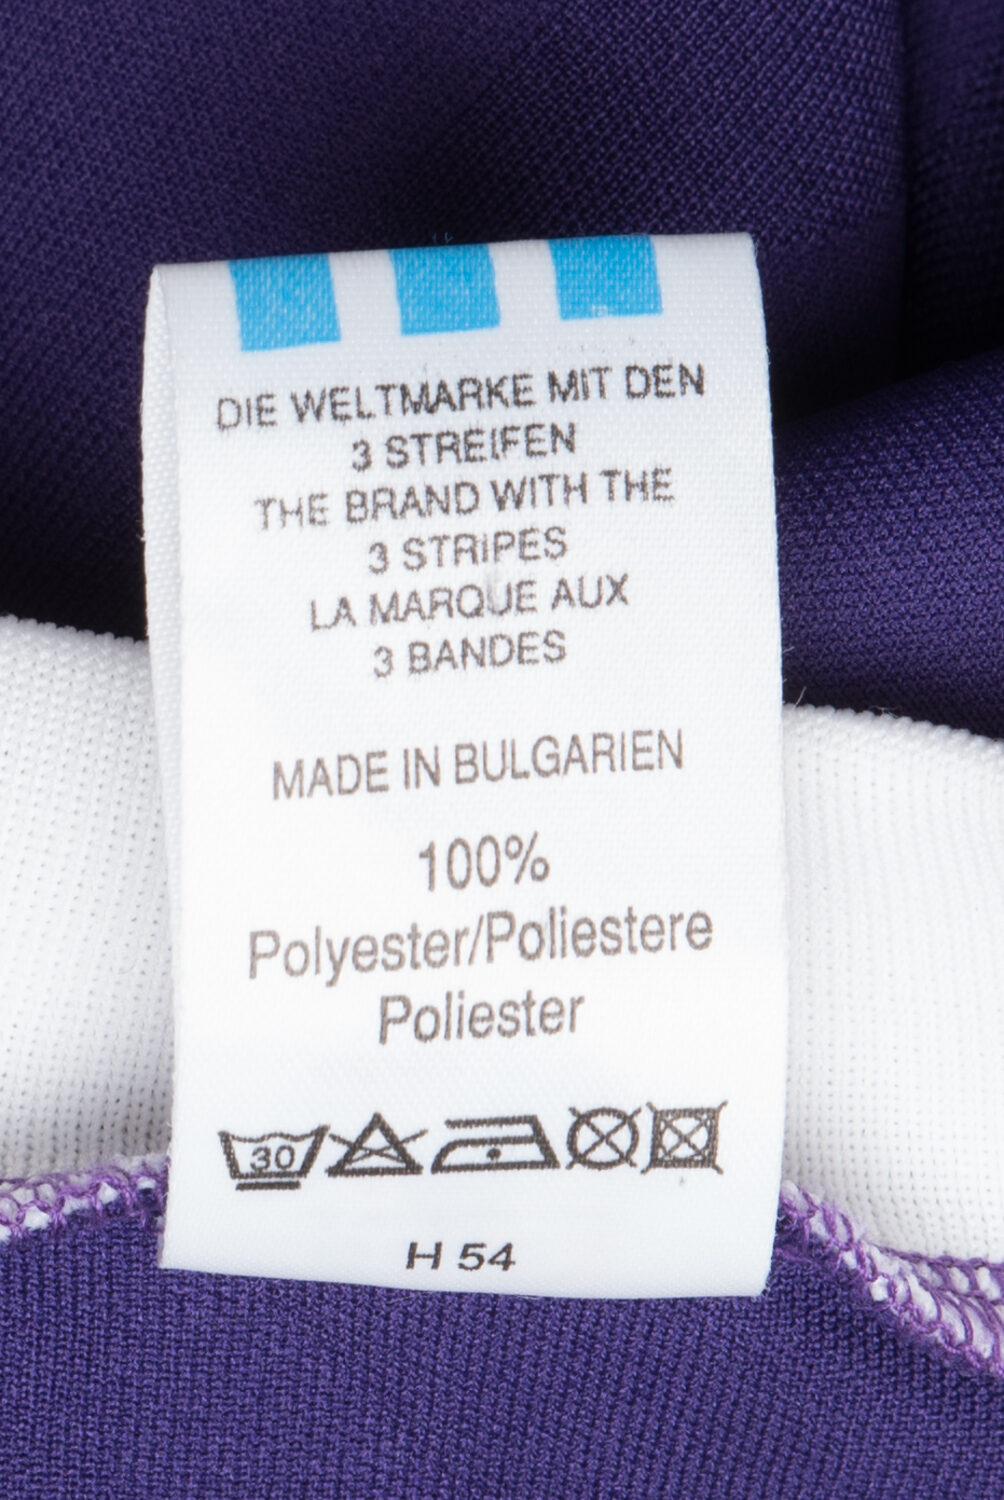 DIE WELTMARKE MIT DEN
3 STREIFEN
THE BRAND WITH THE
3 STRIPES
LA MARQUE AUX
3 BANDES
MADE IN BULGARIEN
100%
Polyester/Poliestere
Poliester
30
H 54